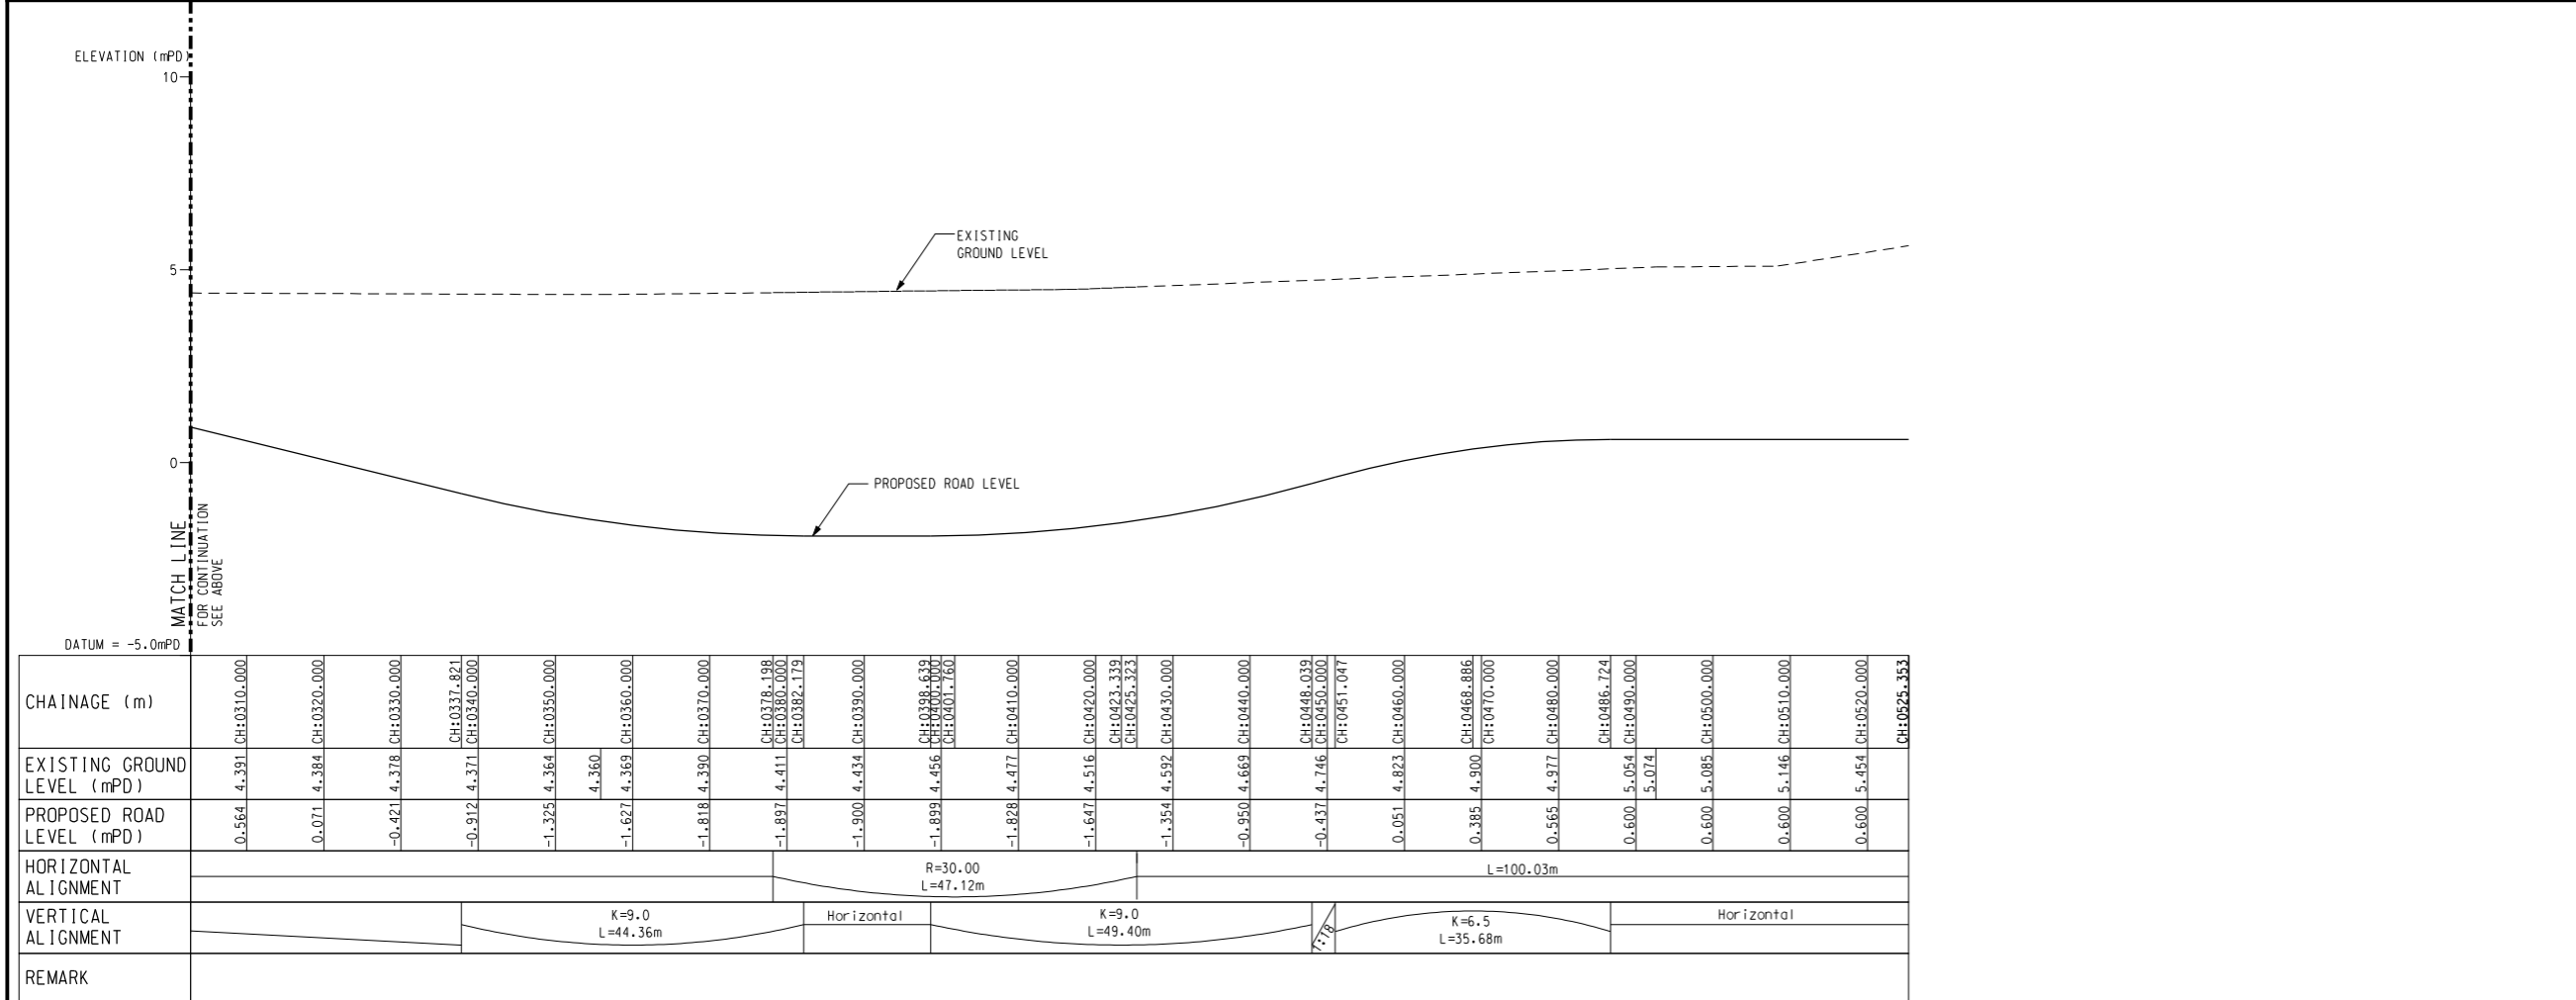 ELEVATION (mPD)
10
5
0
EXISTING
GROUND LEVEL
PROPOSED ROAD LEVEL
MATCH LINE
FOR CONTINUATION
SEE ABOVE
DATUM = -5.0mPD
CHAINAGE (m)
CH:0310.000
CH:0320.000
CH:0330.000
CH:0337.821
CH:0340.000
CH:0350.000
CH:0360.000
CH:0370.000
CH:0378.198
CH:0380.000
CH:0382.179
CH:0390.000
CH:0398.639
CH:0400.000
CH:0401.760
CH:0410.000
CH:0420.000
CH:0423.339
CH:0425.323
CH:0430.000
CH:0440.000
CH:0448.039
CH:0450.000
CH:0451.047
CH:0460.000
CH:0468.886
CH:0470.000
CH:0480.000
CH:0486.724
CH:0490.000
CH:0500.000
CH:0510.000
CH:0520.000
CH:0525.353
EXISTING GROUND
LEVEL (mPD)
4.391
4.384
4.378
4.371
4.364
4.360
4.369
4.390
4.411
4.434
4.456
4.477
4.516
4.592
4.669
4.746
4.823
4.900
4.977
5.054
5.074
5.085
5.146
5.454
PROPOSED ROAD
LEVEL (mPD)
0.564
0.071
-0.421
-0.912
-1.325
-1.627
-1.818
-1.897
-1.900
-1.899
-1.828
-1.647
-1.354
-0.950
-0.437
0.051
0.385
0.565
0.600
0.600
0.600
0.600
HORIZONTAL
ALIGNMENT
R=30.00
L=47.12m
L=100.03m
VERTICAL
ALIGNMENT
K=9.0
L=44.36m
Horizontal
K=9.0
L=49.40m
1:18
K=6.5
L=35.68m
Horizontal
REMARK